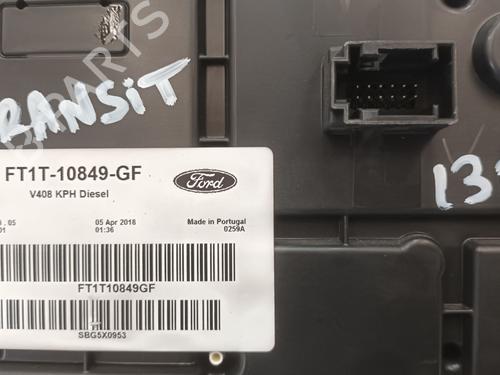 RANSiT
FT1T-10849-GF
V408 KPH Diesel
Ford
.05
05 Apr 2018
Made in Portugal
01
01:36
0259A
FT1T10849GF
SBG5X0953